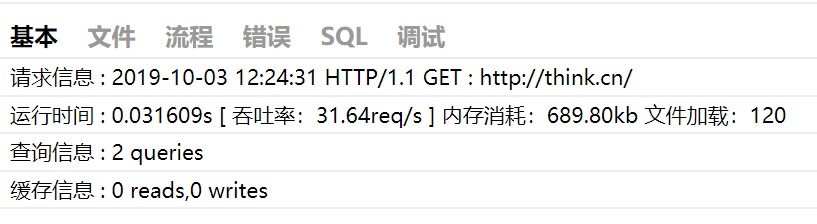 基本 文件 流程 错误 SQL 调试
请求信息 : 2019-10-03 12:24:31 HTTP/1.1 GET : http://think.cn/
运行时间 : 0.031609s [ 吞吐率：31.64req/s ] 内存消耗：689.80kb 文件加载：120
查询信息 : 2 queries
缓存信息 : 0 reads,0 writes